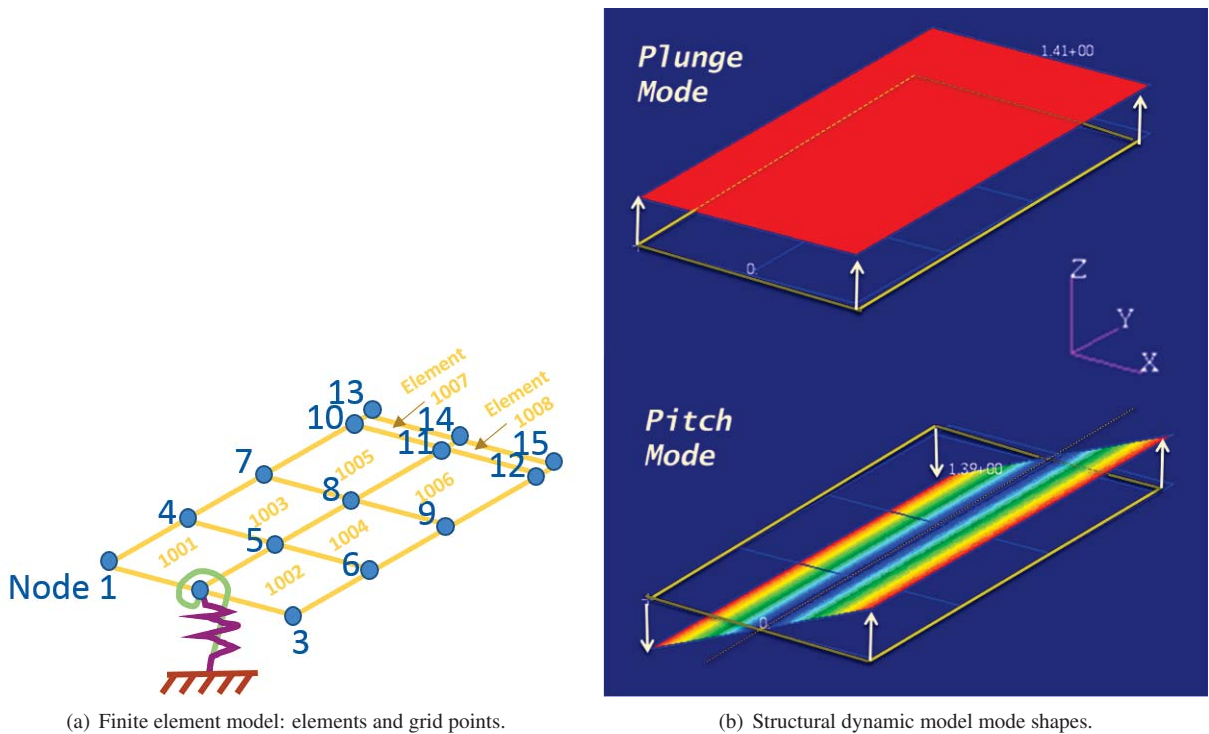 13
Element
1007
10
14
Element
1008
11
15
12
7
1005
8
1006
4
1003
9
5
1004
1001
6
Node 1
1002
3
Plunge
Mode
1.41+00
0.
Z
Y
X
Pitch
Mode
1.39+00
0.
(a) Finite element model: elements and grid points.
(b) Structural dynamic model mode shapes.